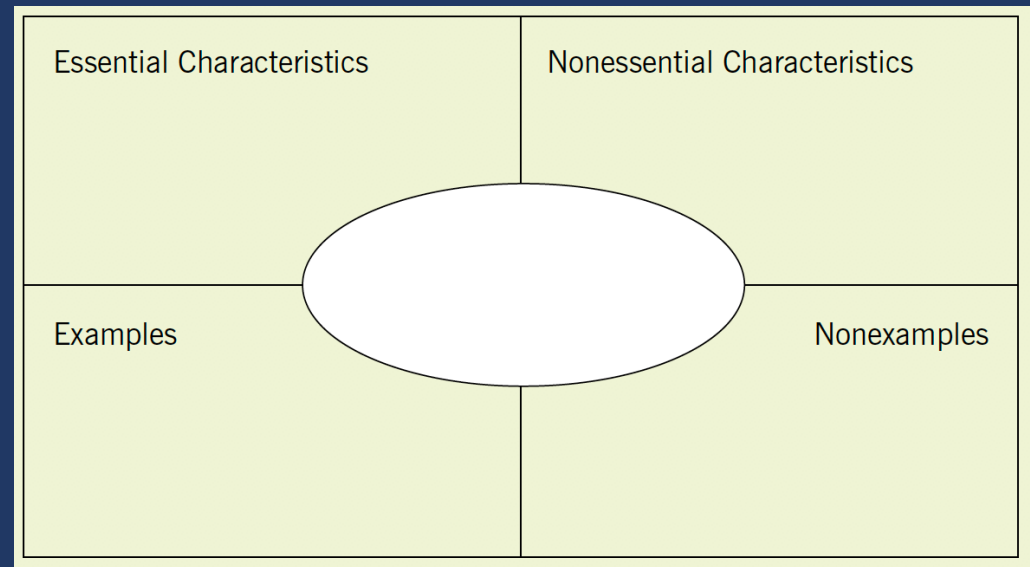 Essential Characteristics
Nonessential Characteristics
Examples
Nonexamples